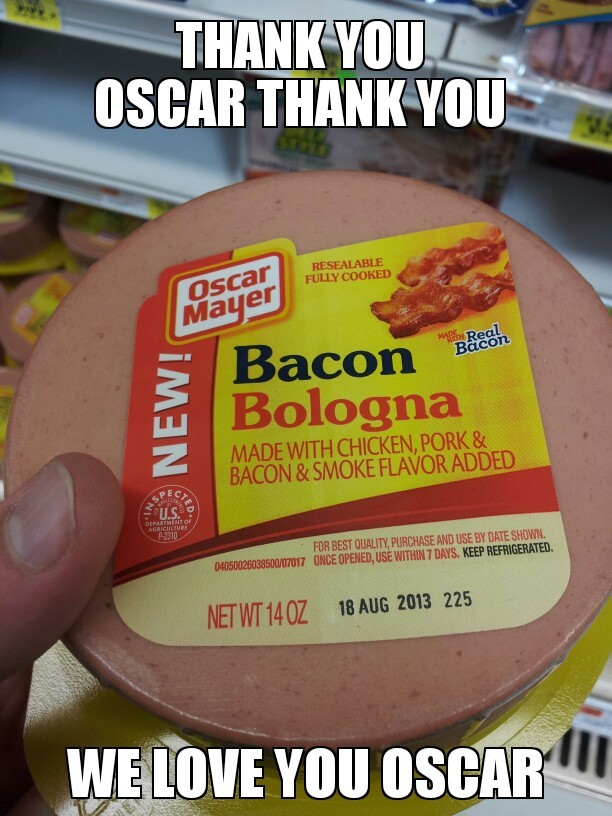 THANK YOU
OSCAR THANK YOU
STYLE
Oscar
Mayer
RESEALABLE
FULLY COOKED
MADE WITH Real
Bacon
NEW!
Bacon
Bologna
MADE WITH CHICKEN, PORK &
BACON & SMOKE FLAVOR ADDED
INSPECTED
U.S.
DEPARTMENT OF
AGRICULTURE
P-2310
FOR BEST QUALITY, PURCHASE AND USE BY DATE SHOWN.
04050026038500/07017 ONCE OPENED, USE WITHIN 7 DAYS. KEEP REFRIGERATED.
NET WT 14 OZ 18 AUG 2013 225
WE LOVE YOU OSCAR